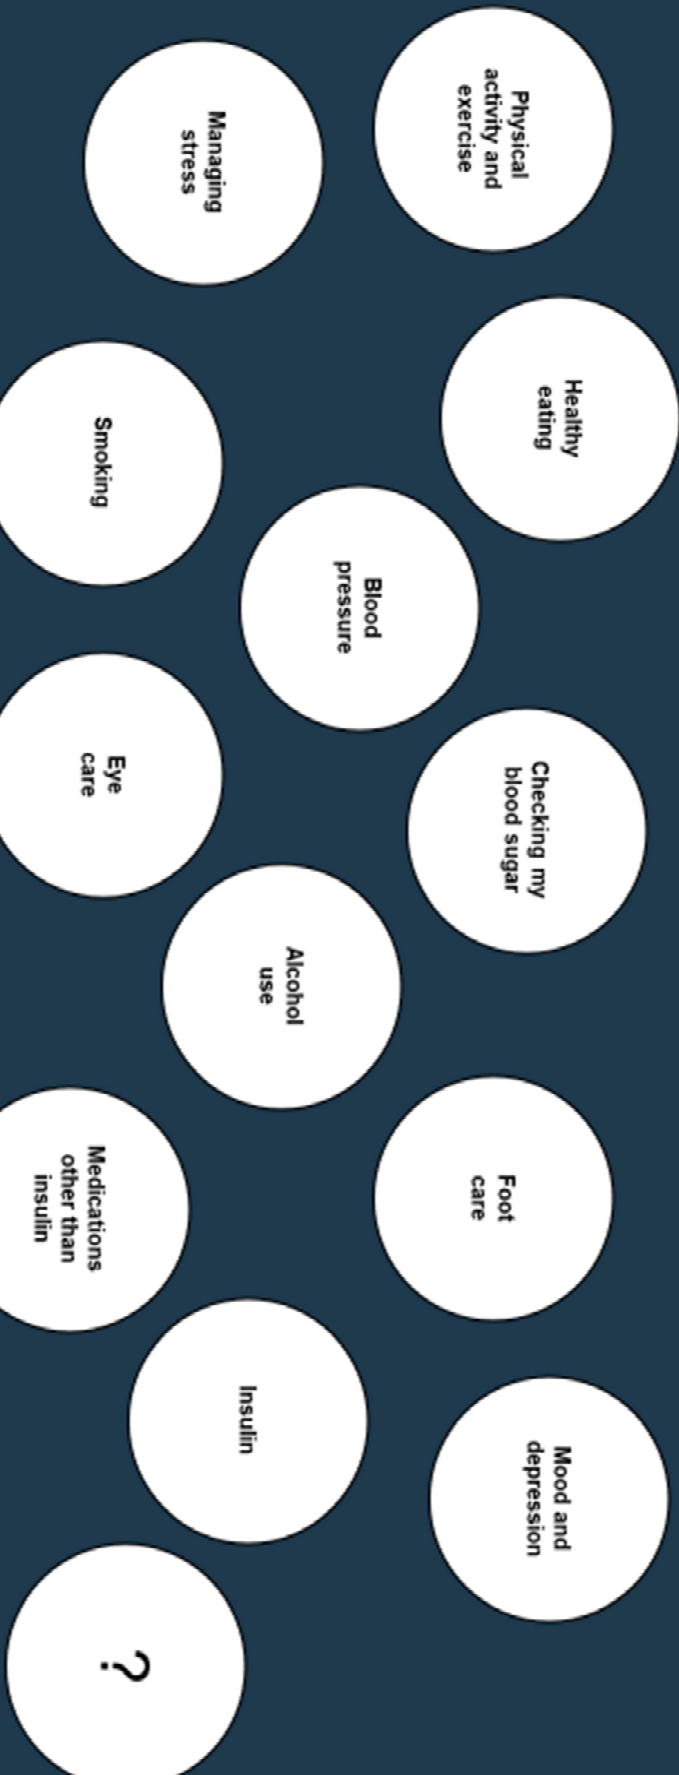 Physical
activity and
exercise
Managing
stress
Healthy
eating
Smoking
Blood
pressure
Eye
care
Checking my
blood sugar
Alcohol
use
Foot
care
Medications
other than
insulin
Insulin
Mood and
depression
?